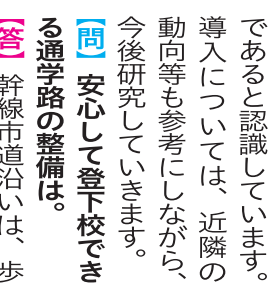 であると認識しています。
導入については、近隣の
動向等も参考にしながら、
今後研究していきます。
【問】 安心して登下校でき
る通学路の整備は。
【答】 幹線市道沿いは、歩